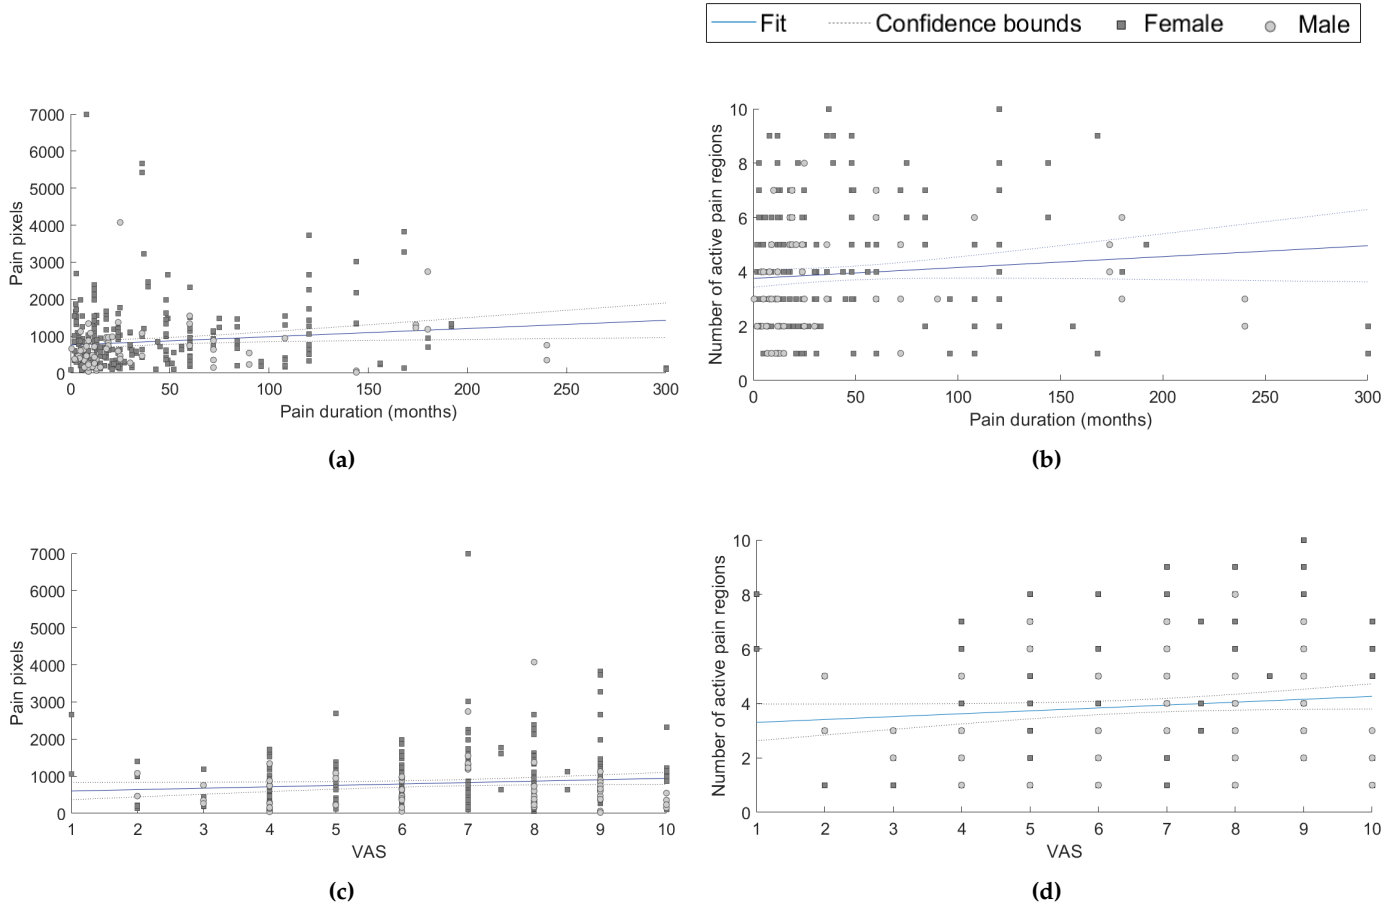 Fit Confidence bounds Female Male
Pain pixels
7000
6000
5000
4000
3000
2000
1000
0
0 50 100 150 200 250 300
Pain duration (months)
(a)
Number of active pain regions
10
8
6
4
2
0
0 50 100 150 200 250 300
Pain duration (months)
(b)
Pain pixels
7000
6000
5000
4000
3000
2000
1000
0
1 2 3 4 5 6 7 8 9 10
VAS
(c)
Number of active pain regions
10
8
6
4
2
0
1 2 3 4 5 6 7 8 9 10
VAS
(d)